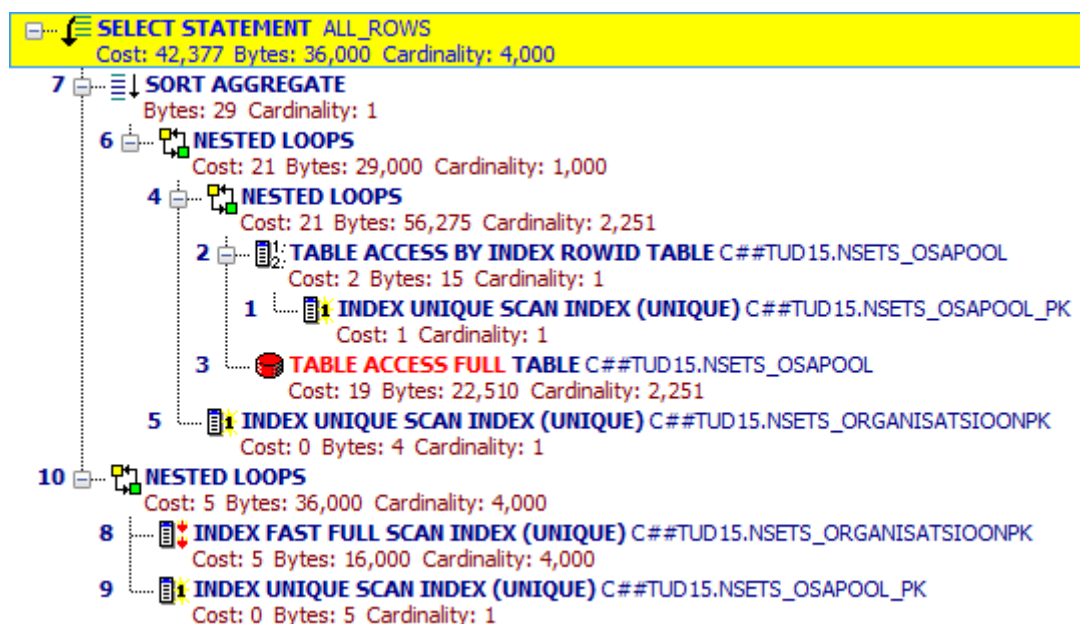 SELECT STATEMENT ALL_ROWS
Cost: 42,377 Bytes: 36,000 Cardinality: 4,000
7 SORT AGGREGATE
Bytes: 29 Cardinality: 1
6 NESTED LOOPS
Cost: 21 Bytes: 29,000 Cardinality: 1,000
4 NESTED LOOPS
Cost: 21 Bytes: 56,275 Cardinality: 2,251
2 TABLE ACCESS BY INDEX ROWID TABLE C##TUD15.NSETS_OSAPOOL
Cost: 2 Bytes: 15 Cardinality: 1
1 INDEX UNIQUE SCAN INDEX (UNIQUE) C##TUD15.NSETS_OSAPOOL_PK
Cost: 1 Cardinality: 1
3 TABLE ACCESS FULL TABLE C##TUD15.NSETS_OSAPOOL
Cost: 19 Bytes: 22,510 Cardinality: 2,251
5 INDEX UNIQUE SCAN INDEX (UNIQUE) C##TUD15.NSETS_ORGANISATSIOONPK
Cost: 0 Bytes: 4 Cardinality: 1
10 NESTED LOOPS
Cost: 5 Bytes: 36,000 Cardinality: 4,000
8 INDEX FAST FULL SCAN INDEX (UNIQUE) C##TUD15.NSETS_ORGANISATSIOONPK
Cost: 5 Bytes: 16,000 Cardinality: 4,000
9 INDEX UNIQUE SCAN INDEX (UNIQUE) C##TUD15.NSETS_OSAPOOL_PK
Cost: 0 Bytes: 5 Cardinality: 1